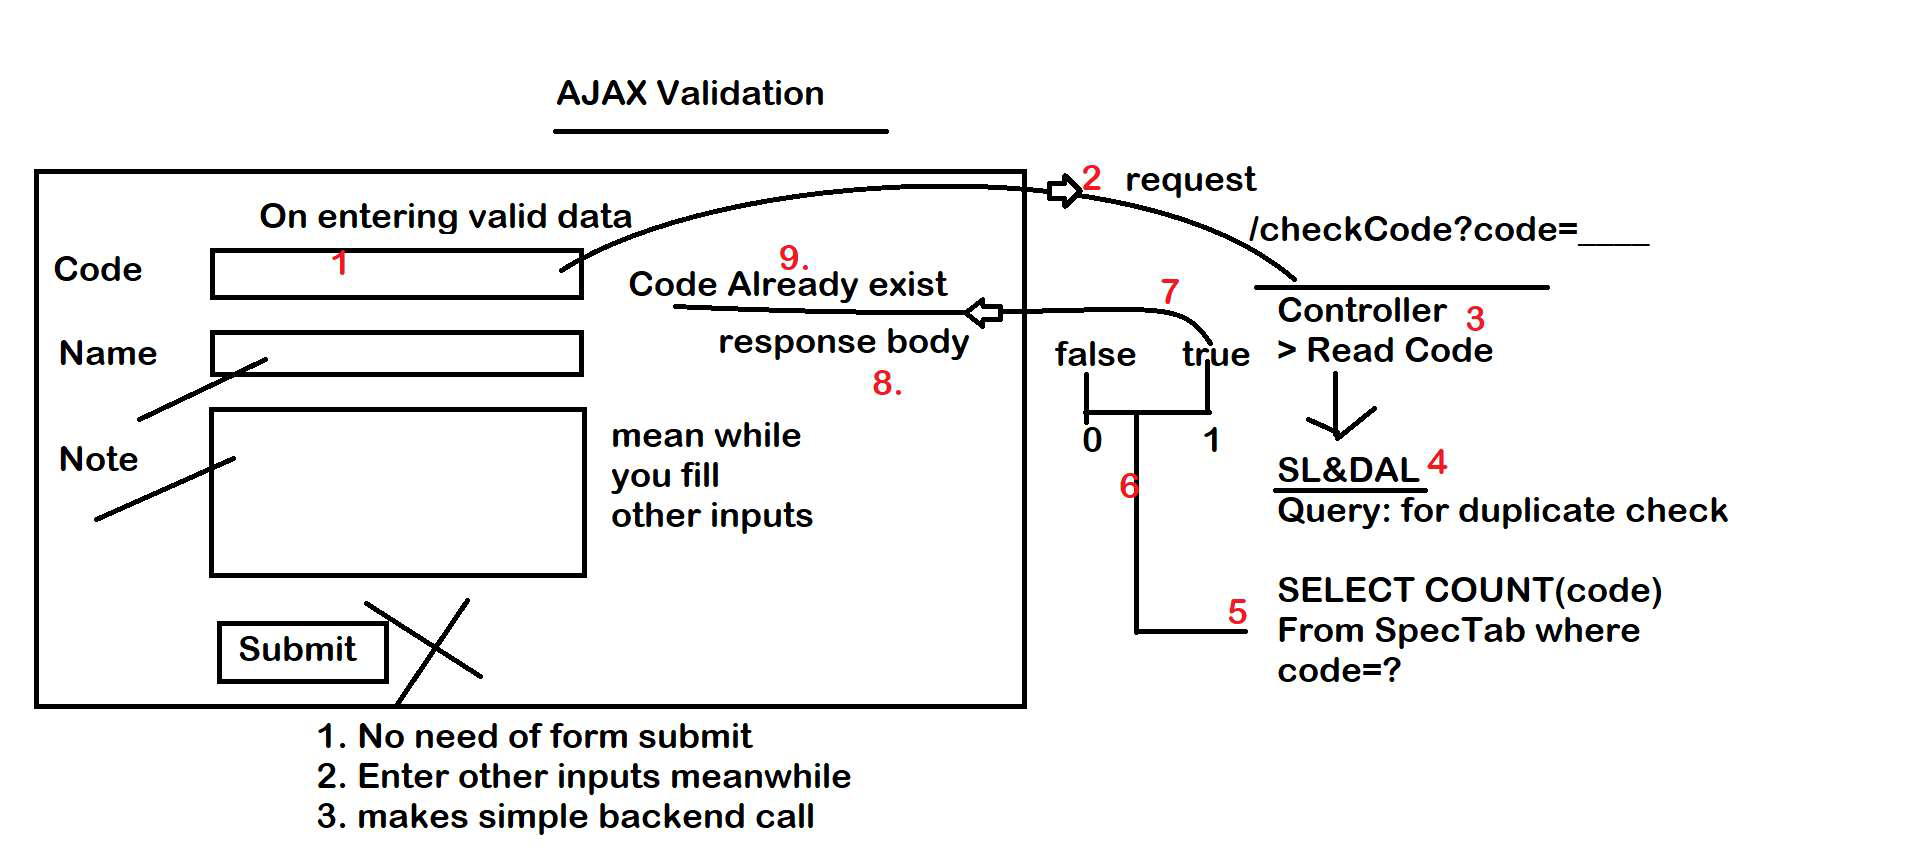 AJAX Validation
2 request
On entering valid data
/checkCode?code=____
Code
1
9.
Code Already exist
7
Controller 3
> Read Code
Name
response body
8.
false
true
0
1
Note
mean while
you fill
other inputs
6
SL&DAL 4
Query: for duplicate check
5
SELECT COUNT(code)
From SpecTab where
code=?
Submit
1. No need of form submit
2. Enter other inputs meanwhile
3. makes simple backend call